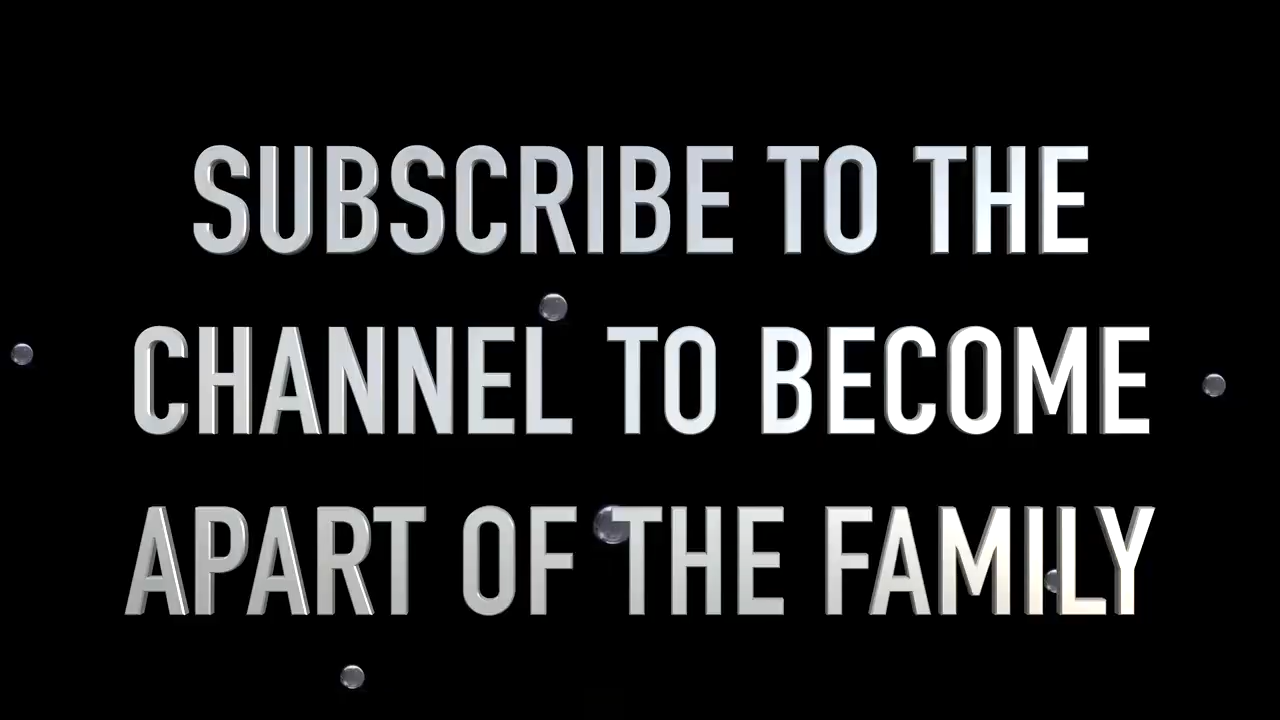 SUBSCRIBE TO THE
CHANNEL TO BECOME
APART OF THE FAMILY